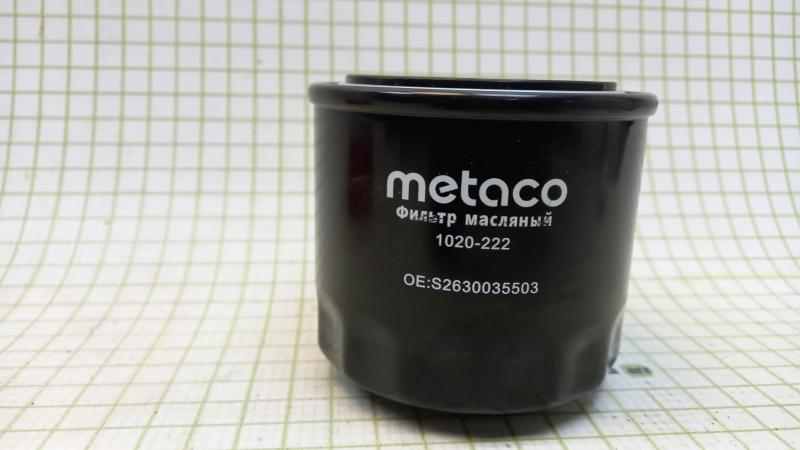 metaco
Фильтр масляный
1020-222
OE:S2630035503